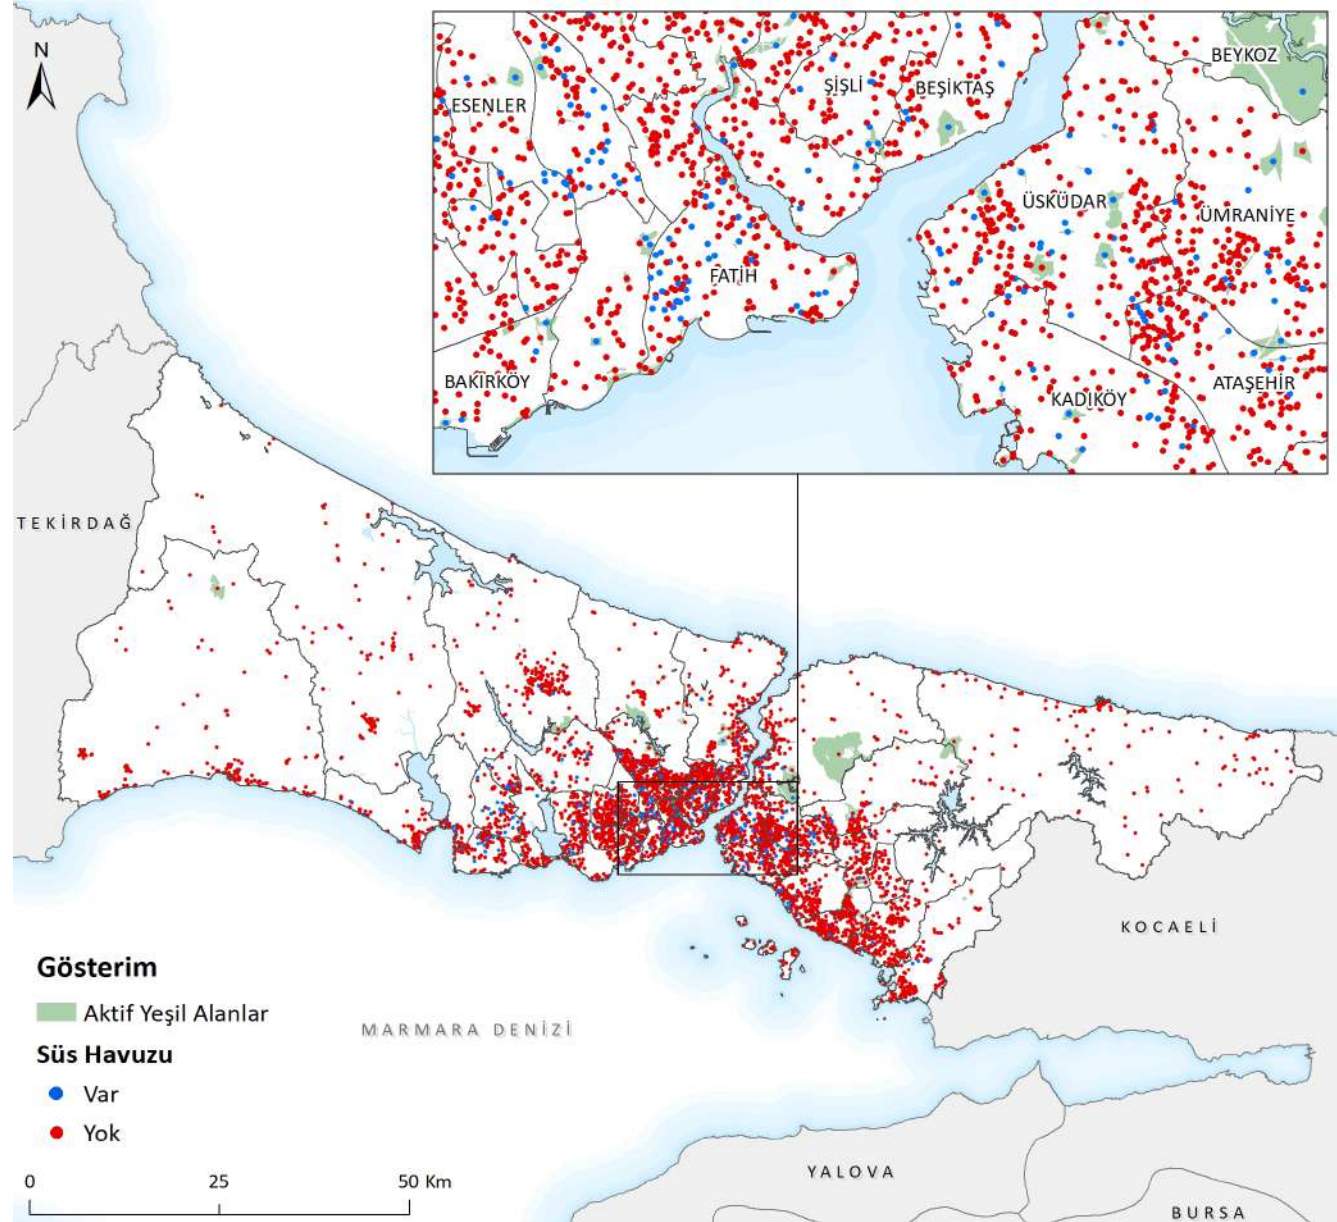 N
ESENLER
ŞİŞLİ
BEŞİKTAŞ
BEYKOZ
ÜSKÜDAR
ÜMRANİYE
FATİH
BAKIRKÖY
KADIKÖY
ATAŞEHİR
TEKİRDAĞ
KOCAELİ
Gösterim
Aktif Yeşil Alanlar
MARMARA DENİZİ
Süs Havuzu
Var
Yok
0 25 50 Km
YALOVA
BURSA